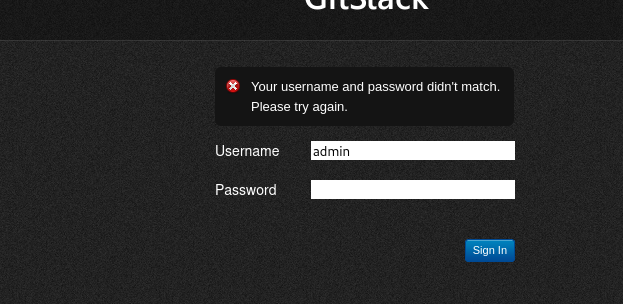 GitStack
Your username and password didn't match.
Please try again.
Username
admin
Password
Sign In